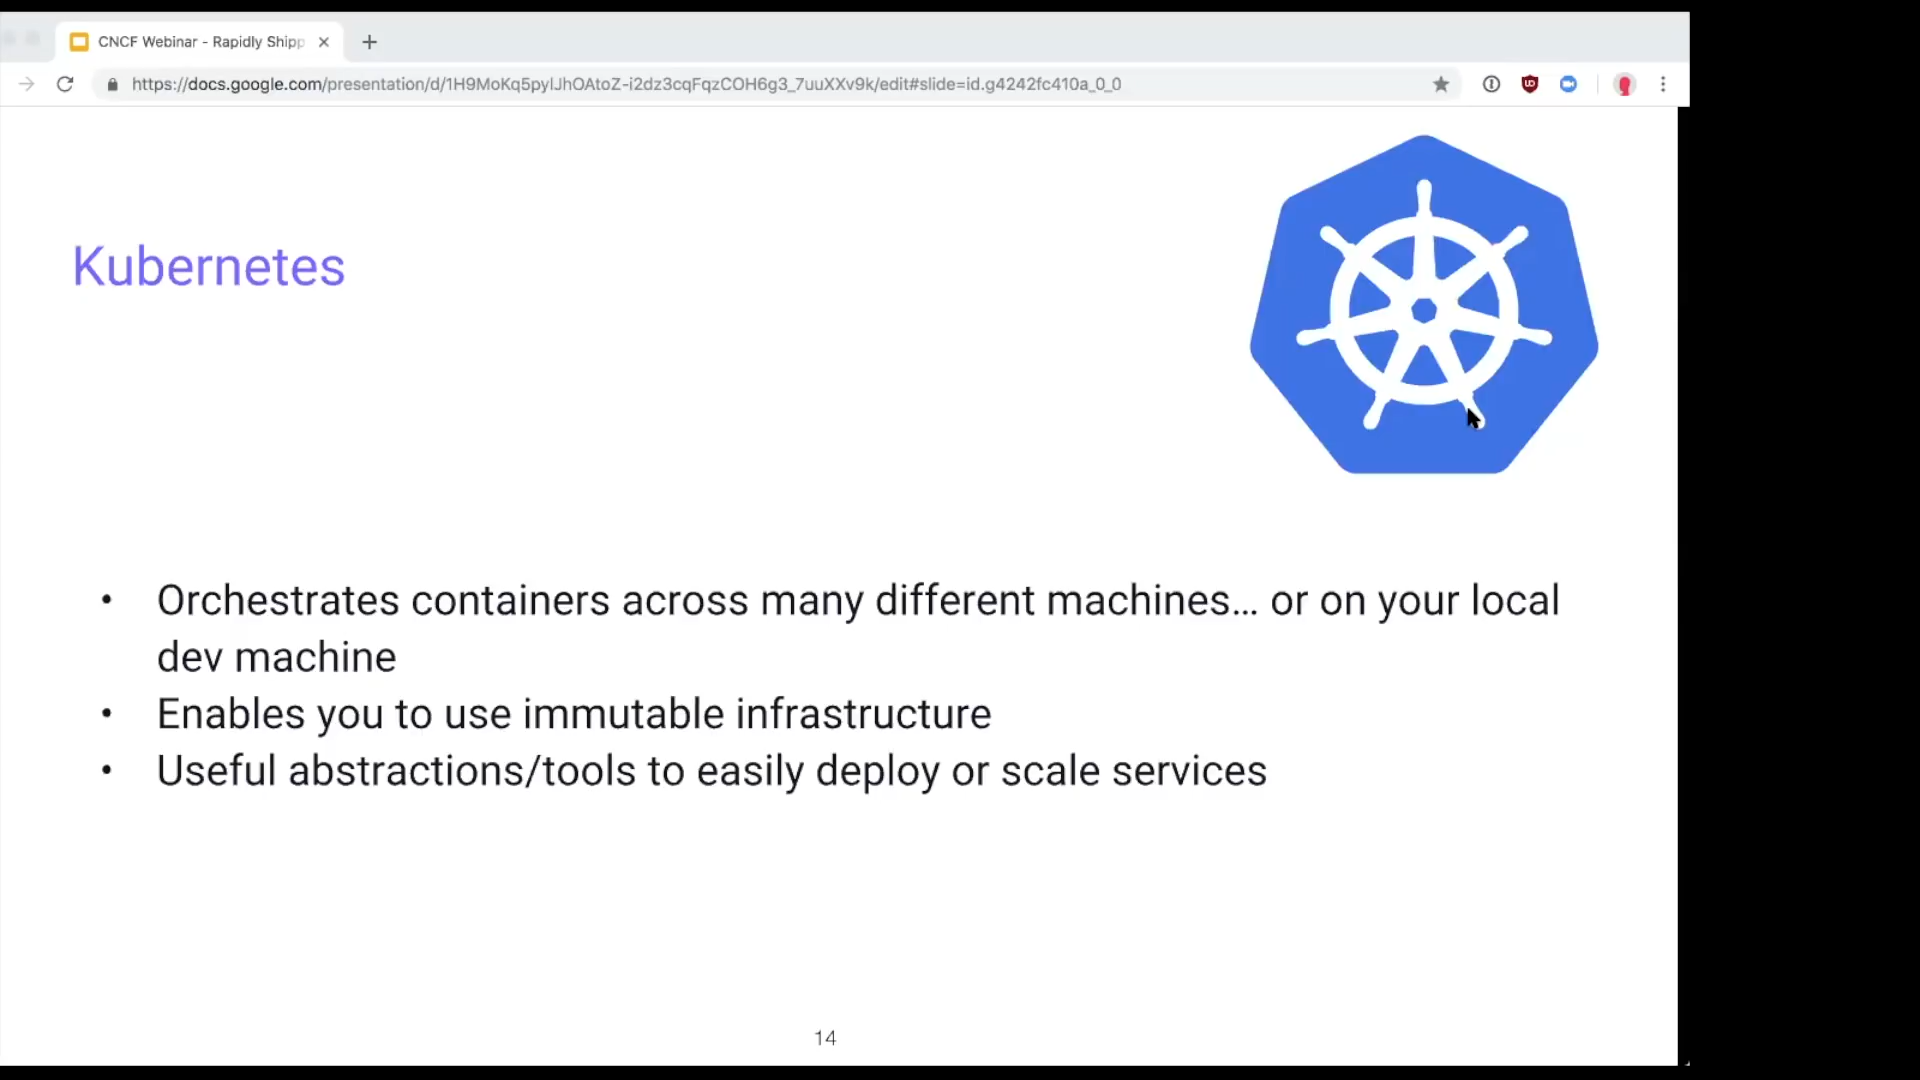 CNCF Webinar - Rapidly Shipp
https://docs.google.com/presentation/d/1H9MoKq5pylJhOAtoZ-i2dz3cqFqzCOH6g3_7uuXXv9k/edit#slide=id.g4242fc410a_0_0
Kubernetes
• Orchestrates containers across many different machines... or on your local
dev machine
• Enables you to use immutable infrastructure
• Useful abstractions/tools to easily deploy or scale services
14